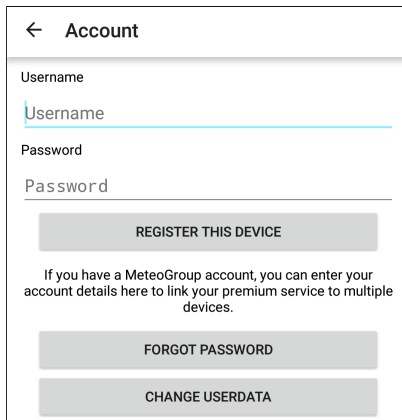 Account
Username
Username
Password
Password
REGISTER THIS DEVICE
If you have a MeteoGroup account, you can enter your
account details here to link your premium service to multiple
devices.
FORGOT PASSWORD
CHANGE USERDATA